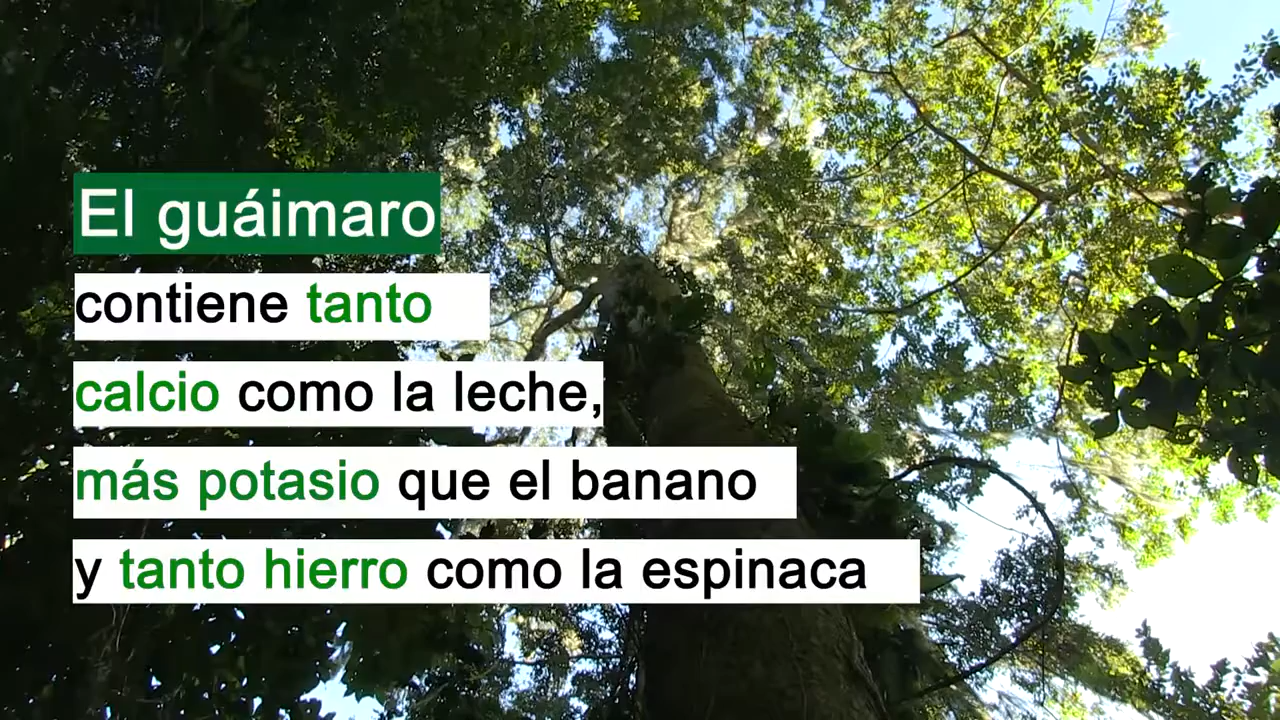 El guáimaro
contiene tanto
calcio como la leche,
más potasio que el banano
y tanto hierro como la espinaca